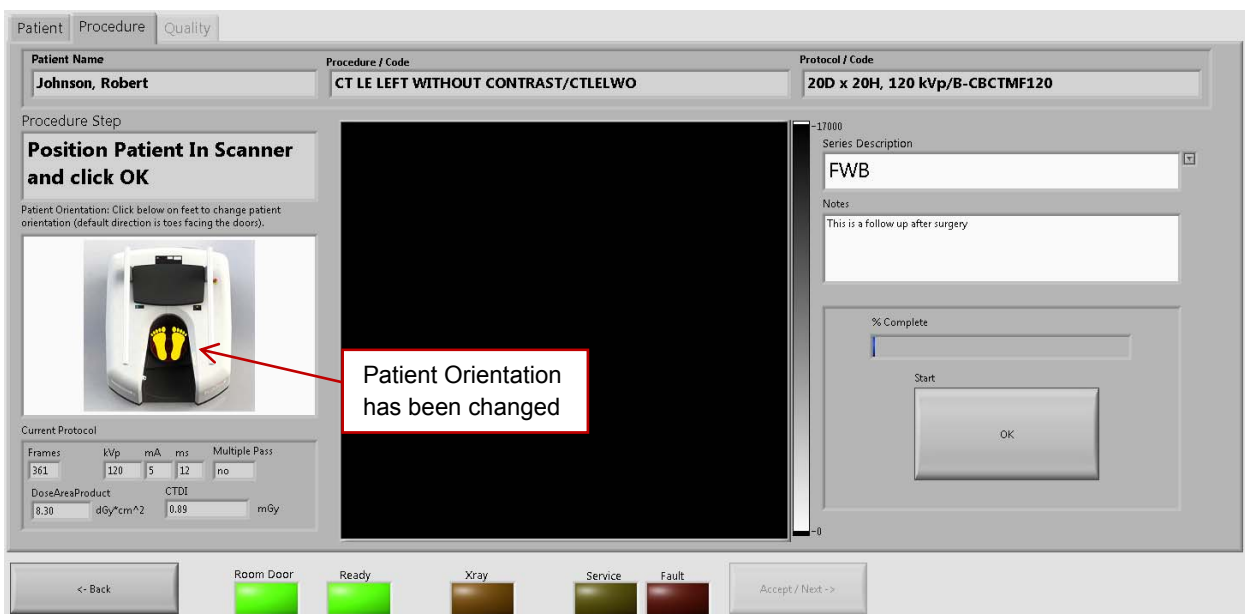 Patient Procedure Quality
Patient Name
Johnson, Robert
Procedure / Code
CT LE LEFT WITHOUT CONTRAST/CTLELWO
Protocol / Code
20D x 20H, 120 kVp/B-CBCTMF120
Procedure Step
Position Patient In Scanner
and click OK
Patient Orientation: Click below on feet to change patient
orientation (default direction is toes facing the doors).
Patient Orientation
has been changed
Current Protocol
Frames kVp mA ms Multiple Pass
361 120 5 12 no
DoseAreaProduct CTDI
8.30 dGy*cm^2 0.89 mGy
-17000
-0
Series Description
FWB
Notes
This is a follow up after surgery
% Complete
Start
OK
<- Back
Room Door Ready Xray Service Fault
Accept / Next ->